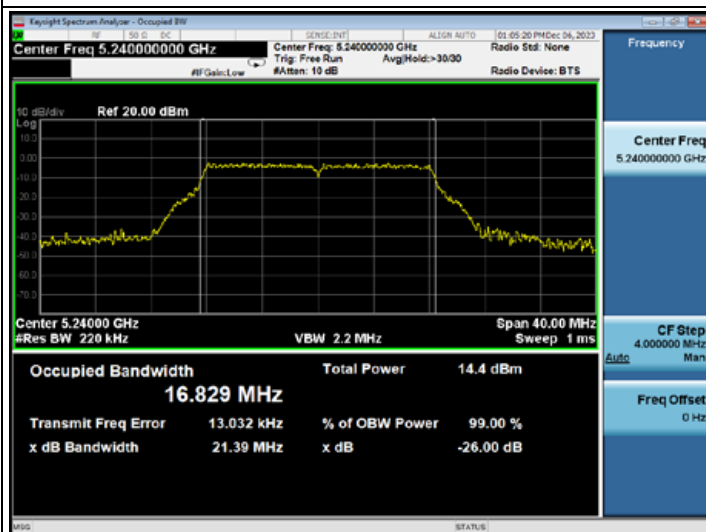 Keysight Spectrum Analyzer - Occupied BW
RF 50 Ω DC SENSE:INT ALIGN AUTO 01:05:20 PM Dec 06, 2023
Center Freq 5.240000000 GHz
Center Freq: 5.240000000 GHz
Radio Std: None
Trig: Free Run Avg|Hold:>30/30
#IFGain:Low #Atten: 10 dB Radio Device: BTS
Frequency
10 dB/div Ref 20.00 dBm
Log
10.0
0.00
-10.0
-20.0
-30.0
-40.0
-50.0
-60.0
-70.0
Center 5.24000 GHz Span 40.00 MHz
#Res BW 220 kHz VBW 2.2 MHz Sweep 1 ms
Occupied Bandwidth Total Power 14.4 dBm
16.829 MHz
Transmit Freq Error 13.032 kHz % of OBW Power 99.00 %
x dB Bandwidth 21.39 MHz x dB -26.00 dB
Center Freq
5.240000000 GHz
CF Step
4.000000 MHz
Auto Man
Freq Offset
0 Hz
MSG STATUS